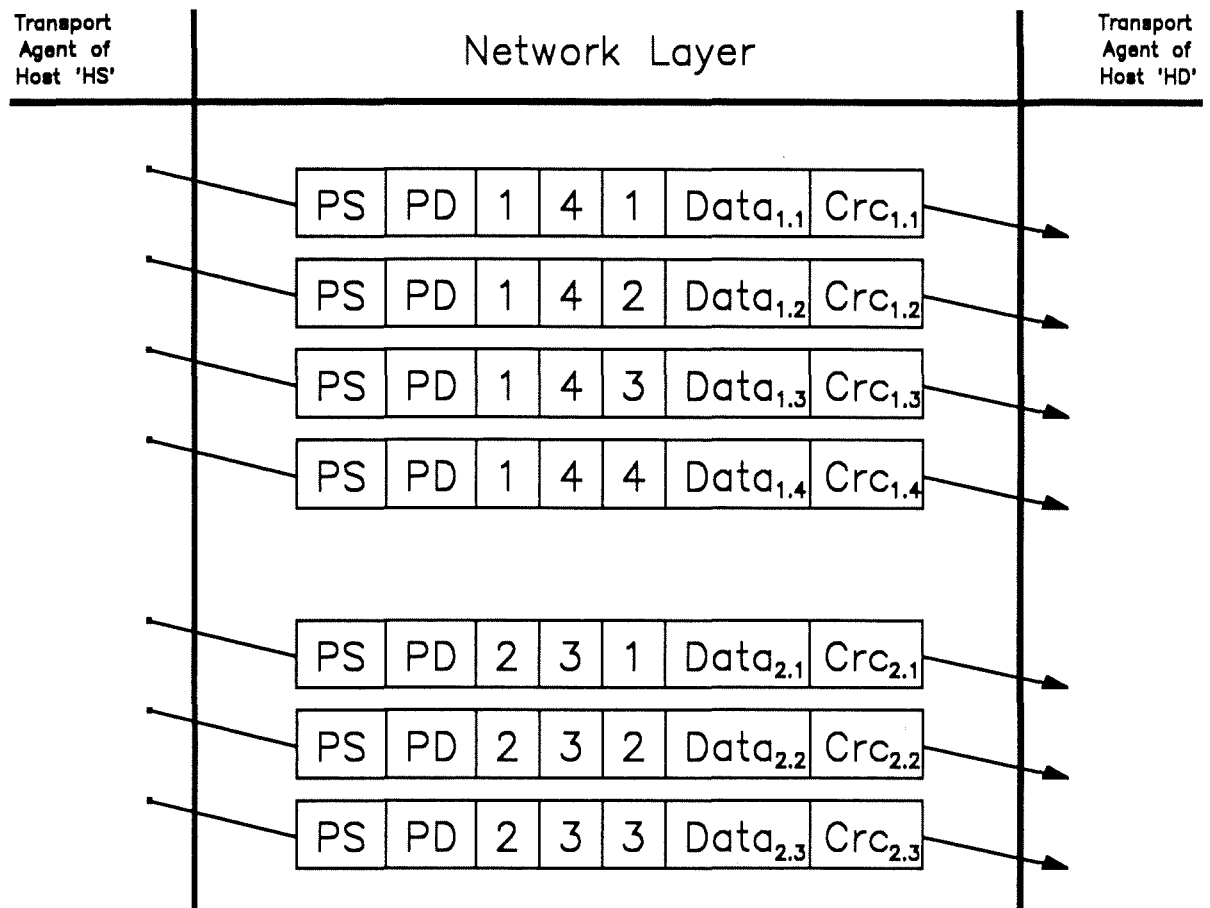 Transport
Agent of
Host 'HS'
Network Layer
Transport
Agent of
Host 'HD'
PS PD 1 4 1 Data1.1 Crc1.1
PS PD 1 4 2 Data1.2 Crc1.2
PS PD 1 4 3 Data1.3 Crc1.3
PS PD 1 4 4 Data1.4 Crc1.4
PS PD 2 3 1 Data2.1 Crc2.1
PS PD 2 3 2 Data2.2 Crc2.2
PS PD 2 3 3 Data2.3 Crc2.3